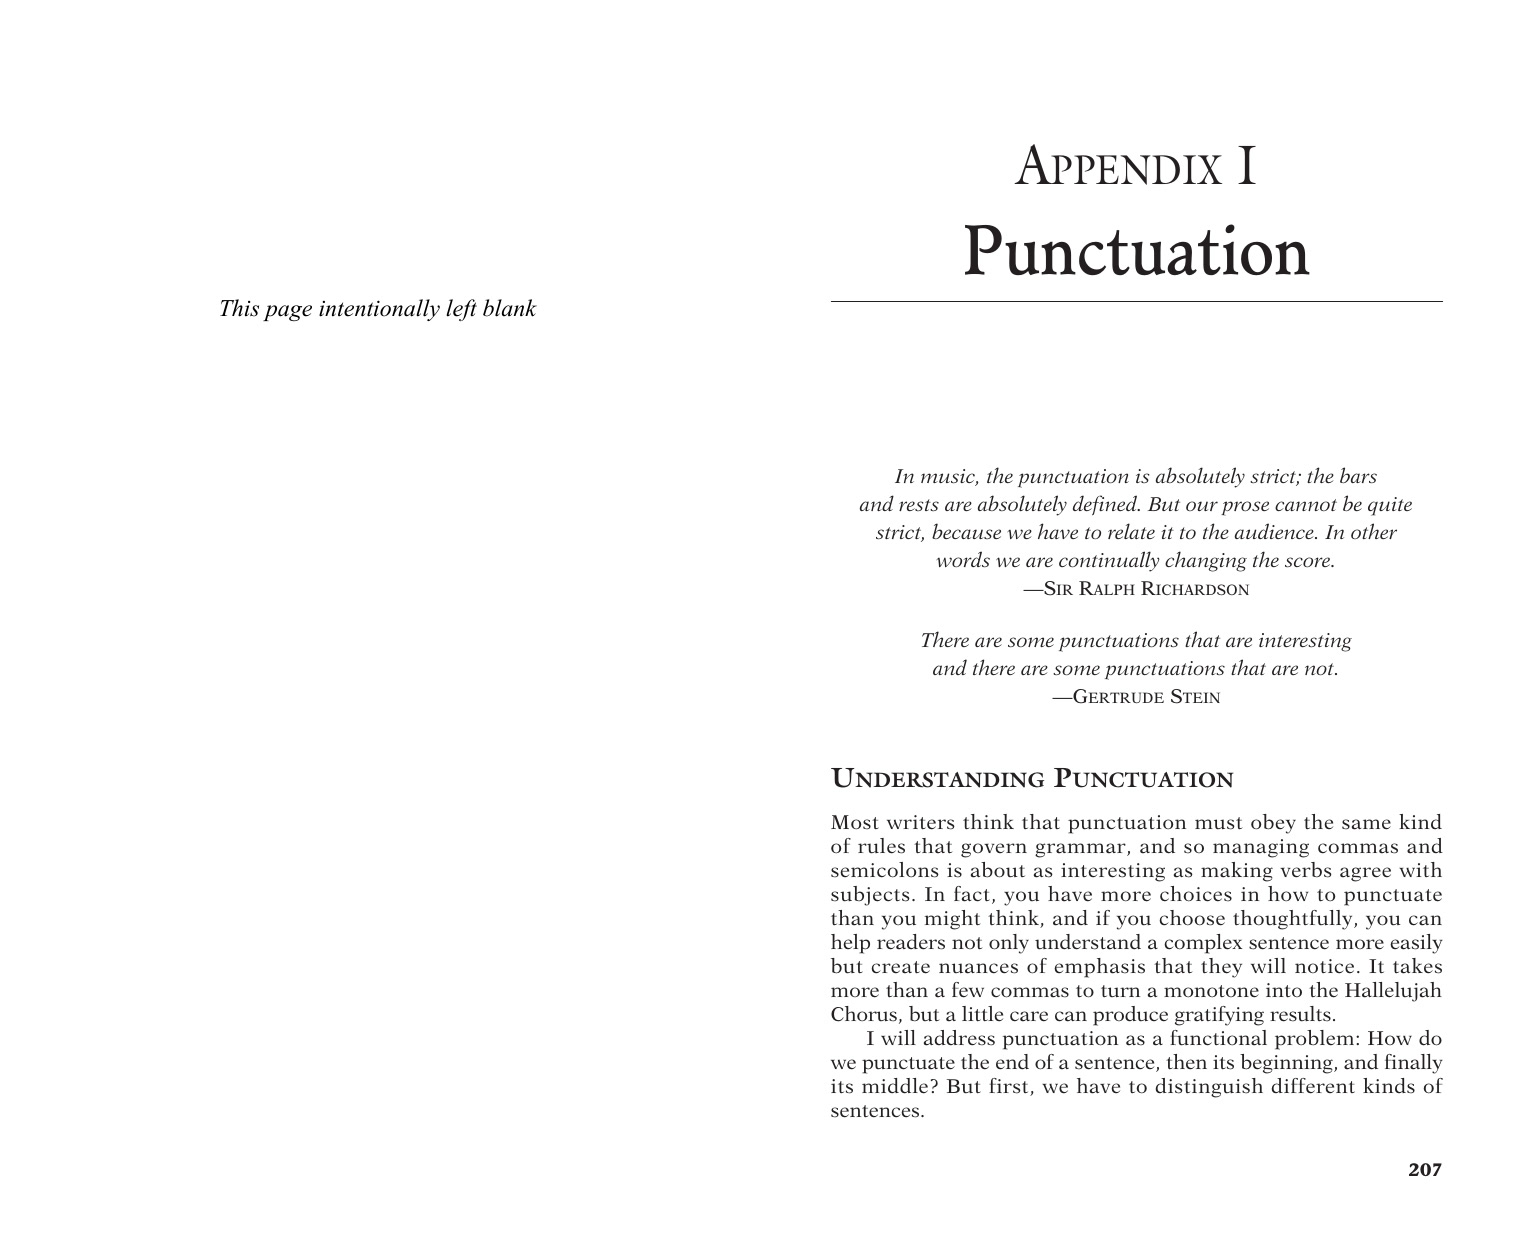 This page intentionally left blank
APPENDIX I
Punctuation
In music, the punctuation is absolutely strict; the bars
and rests are absolutely defined. But our prose cannot be quite
strict, because we have to relate it to the audience. In other
words we are continually changing the score.
—SIR RALPH RICHARDSON
There are some punctuations that are interesting
and there are some punctuations that are not.
—GERTRUDE STEIN
UNDERSTANDING PUNCTUATION
Most writers think that punctuation must obey the same kind
of rules that govern grammar, and so managing commas and
semicolons is about as interesting as making verbs agree with
subjects. In fact, you have more choices in how to punctuate
than you might think, and if you choose thoughtfully, you can
help readers not only understand a complex sentence more easily
but create nuances of emphasis that they will notice. It takes
more than a few commas to turn a monotone into the Hallelujah
Chorus, but a little care can produce gratifying results.
I will address punctuation as a functional problem: How do
we punctuate the end of a sentence, then its beginning, and finally
its middle? But first, we have to distinguish different kinds of
sentences.
207